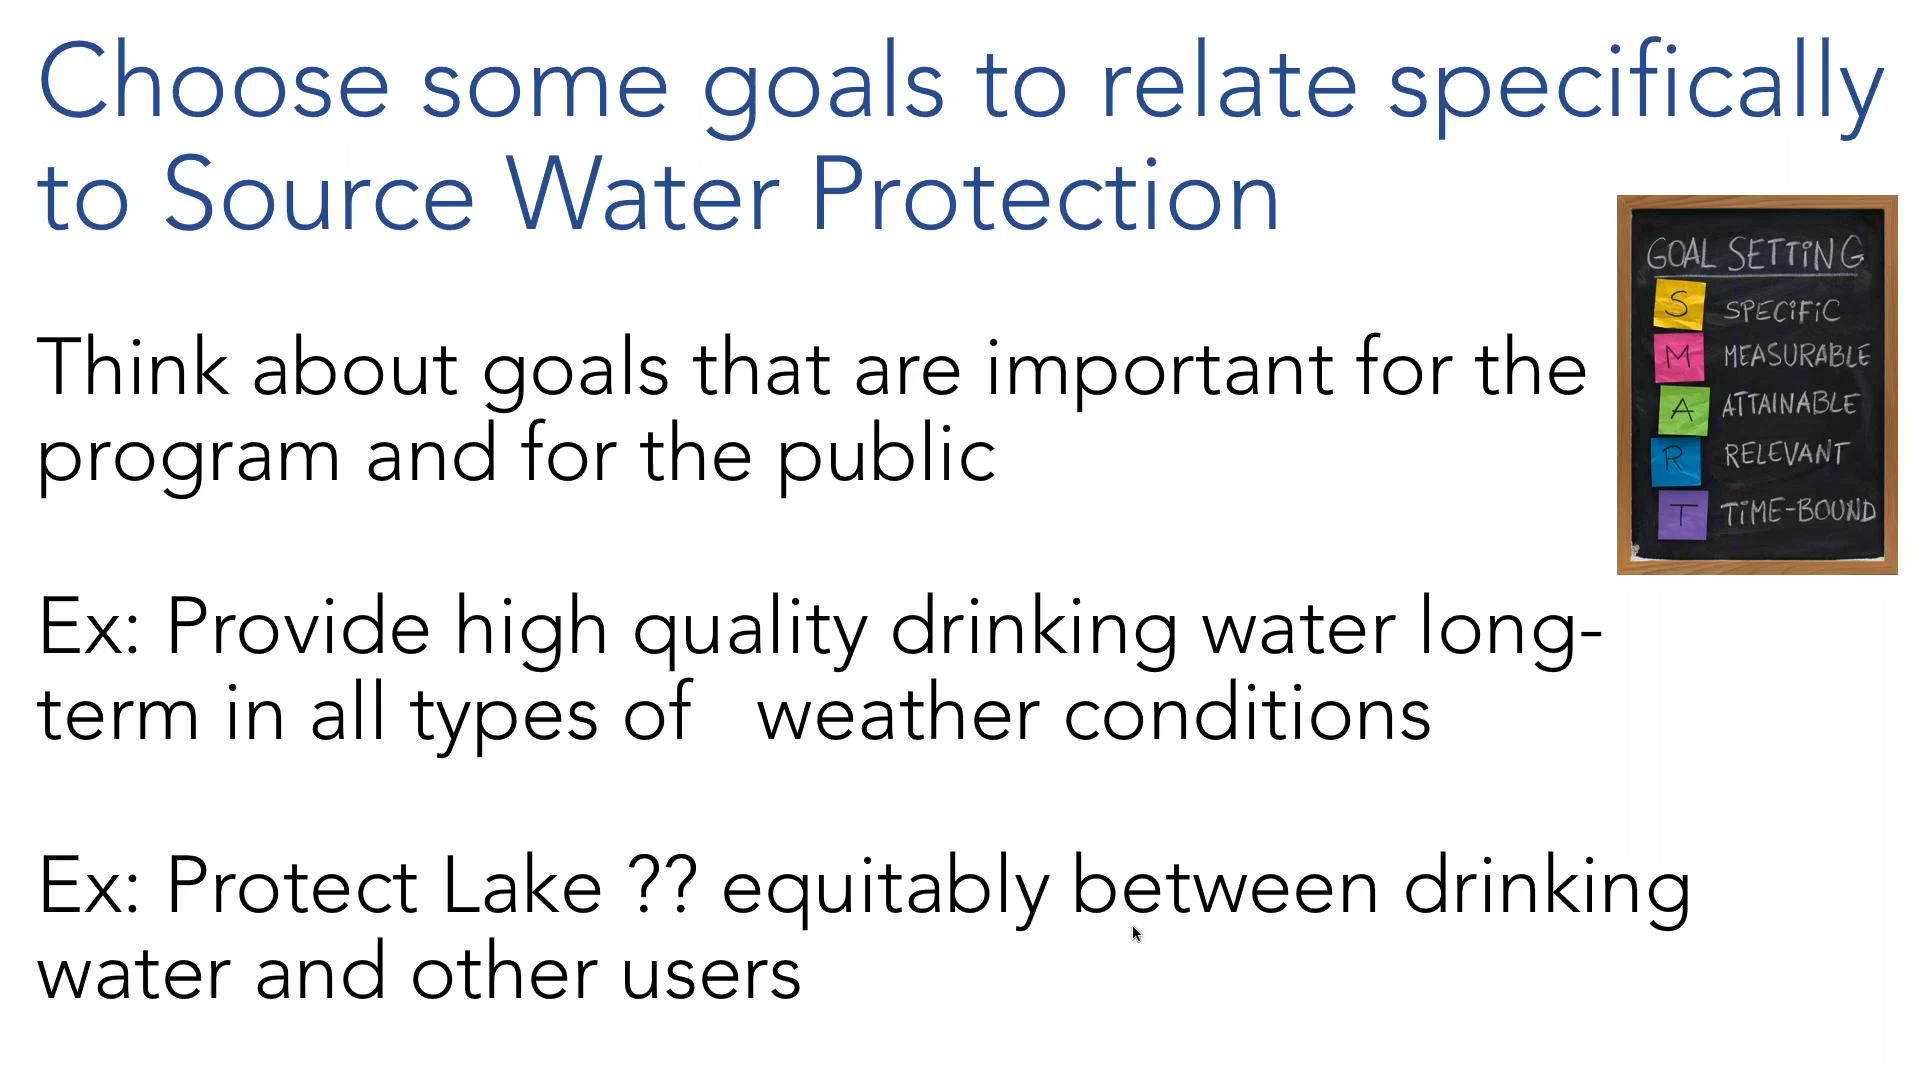 Choose some goals to relate specifically
to Source Water Protection
Think about goals that are important for the
program and for the public
Ex: Provide high quality drinking water long-
term in all types of   weather conditions
Ex: Protect Lake ?? equitably between drinking
water and other users
GOAL SETTING
S SPECIFIC
M MEASURABLE
A ATTAINABLE
R RELEVANT
T TIME-BOUND